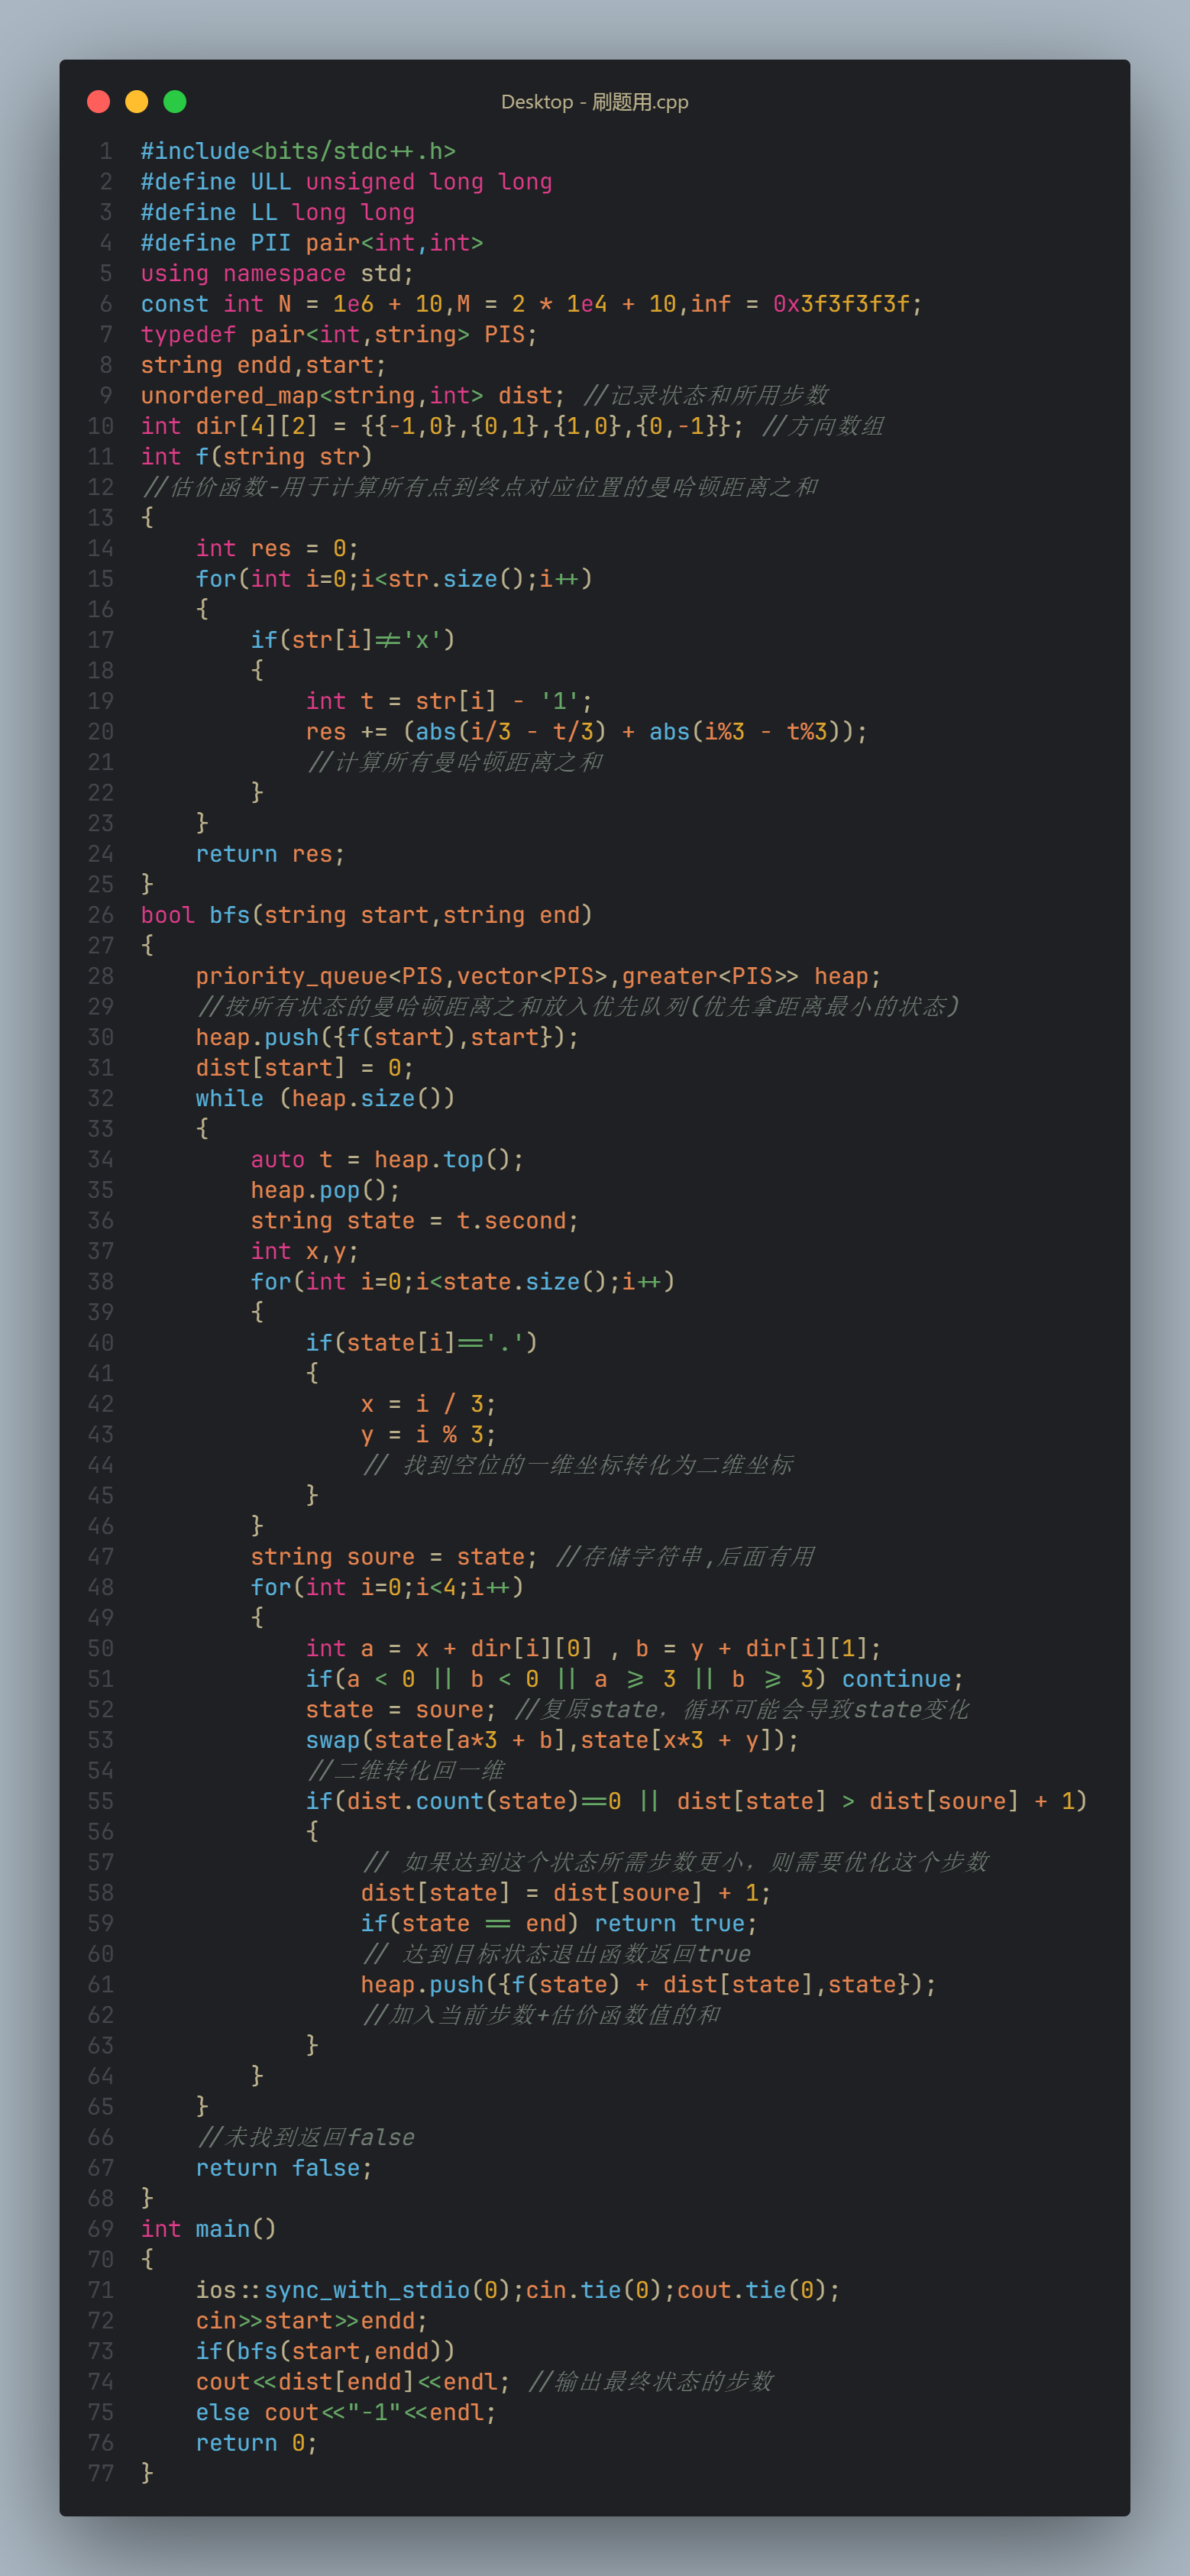 Desktop - 刷题用.cpp
1 #include<bits/stdc++.h>
2 #define ULL unsigned long long
3 #define LL long long
4 #define PII pair<int,int>
5 using namespace std;
6 const int N = 1e6 + 10,M = 2 * 1e4 + 10,inf = 0x3f3f3f3f;
7 typedef pair<int,string> PIS;
8 string endd,start;
9 unordered_map<string,int> dist; //记录状态和所用步数
10 int dir[4][2] = {{-1,0},{0,1},{1,0},{0,-1}}; //方向数组
11 int f(string str)
12 //估价函数-用于计算所有点到终点对应位置的曼哈顿距离之和
13 {
14     int res = 0;
15     for(int i=0;i<str.size();i++)
16     {
17         if(str[i]!='x')
18         {
19             int t = str[i] - '1';
20             res += (abs(i/3 - t/3) + abs(i%3 - t%3));
21             //计算所有曼哈顿距离之和
22         }
23     }
24     return res;
25 }
26 bool bfs(string start,string end)
27 {
28     priority_queue<PIS,vector<PIS>,greater<PIS>> heap;
29     //按所有状态的曼哈顿距离之和放入优先队列(优先拿距离最小的状态)
30     heap.push({f(start),start});
31     dist[start] = 0;
32     while (heap.size())
33     {
34         auto t = heap.top();
35         heap.pop();
36         string state = t.second;
37         int x,y;
38         for(int i=0;i<state.size();i++)
39         {
40             if(state[i]=='.')
41             {
42                 x = i / 3;
43                 y = i % 3;
44                 // 找到空位的一维坐标转化为二维坐标
45             }
46         }
47         string soure = state; //存储字符串,后面有用
48         for(int i=0;i<4;i++)
49         {
50             int a = x + dir[i][0] , b = y + dir[i][1];
51             if(a < 0 || b < 0 || a >= 3 || b >= 3) continue;
52             state = soure; //复原state，循环可能会导致state变化
53             swap(state[a*3 + b],state[x*3 + y]);
54             //二维转化回一维
55             if(dist.count(state)==0 || dist[state] > dist[soure] + 1)
56             {
57                 // 如果达到这个状态所需步数更小，则需要优化这个步数
58                 dist[state] = dist[soure] + 1;
59                 if(state == end) return true;
60                 // 达到目标状态退出函数返回true
61                 heap.push({f(state) + dist[state],state});
62                 //加入当前步数+估价函数值的和
63             }
64         }
65     }
66     //未找到返回false
67     return false;
68 }
69 int main()
70 {
71     ios::sync_with_stdio(0);cin.tie(0);cout.tie(0);
72     cin>>start>>endd;
73     if(bfs(start,endd))
74     cout<<dist[endd]<<endl; //输出最终状态的步数
75     else cout<<"-1"<<endl;
76     return 0;
77 }